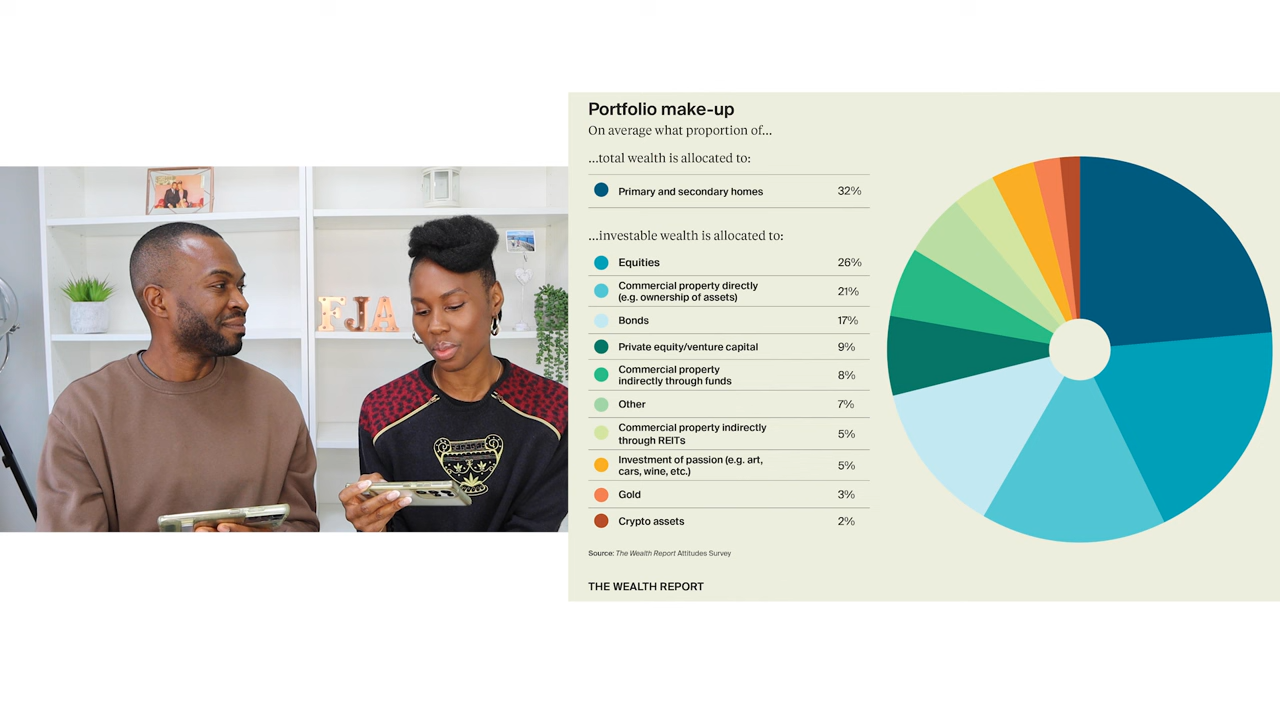 FJA
Portfolio make-up
On average what proportion of...
...total wealth is allocated to:
Primary and secondary homes 32%
...investable wealth is allocated to:
Equities 26%
Commercial property directly
(e.g. ownership of assets) 21%
Bonds 17%
Private equity/venture capital 9%
Commercial property
indirectly through funds 8%
Other 7%
Commercial property indirectly
through REITs 5%
Investment of passion (e.g. art,
cars, wine, etc.) 5%
Gold 3%
Crypto assets 2%
Source: The Wealth Report Attitudes Survey
THE WEALTH REPORT